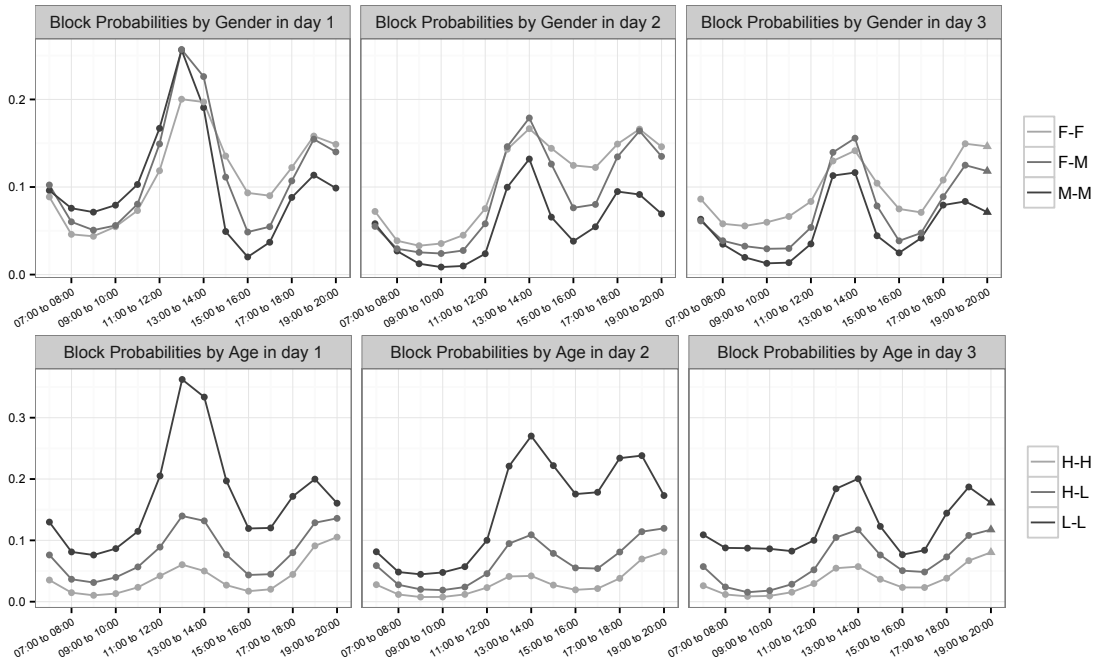 Block Probabilities by Gender in day 1
Block Probabilities by Gender in day 2
Block Probabilities by Gender in day 3
0.2
0.1
0.0
07:00 to 08:00
09:00 to 10:00
11:00 to 12:00
13:00 to 14:00
15:00 to 16:00
17:00 to 18:00
19:00 to 20:00
07:00 to 08:00
09:00 to 10:00
11:00 to 12:00
13:00 to 14:00
15:00 to 16:00
17:00 to 18:00
19:00 to 20:00
07:00 to 08:00
09:00 to 10:00
11:00 to 12:00
13:00 to 14:00
15:00 to 16:00
17:00 to 18:00
19:00 to 20:00
F-F
F-M
M-M
Block Probabilities by Age in day 1
Block Probabilities by Age in day 2
Block Probabilities by Age in day 3
0.3
0.2
0.1
0.0
07:00 to 08:00
09:00 to 10:00
11:00 to 12:00
13:00 to 14:00
15:00 to 16:00
17:00 to 18:00
19:00 to 20:00
07:00 to 08:00
09:00 to 10:00
11:00 to 12:00
13:00 to 14:00
15:00 to 16:00
17:00 to 18:00
19:00 to 20:00
07:00 to 08:00
09:00 to 10:00
11:00 to 12:00
13:00 to 14:00
15:00 to 16:00
17:00 to 18:00
19:00 to 20:00
H-H
H-L
L-L